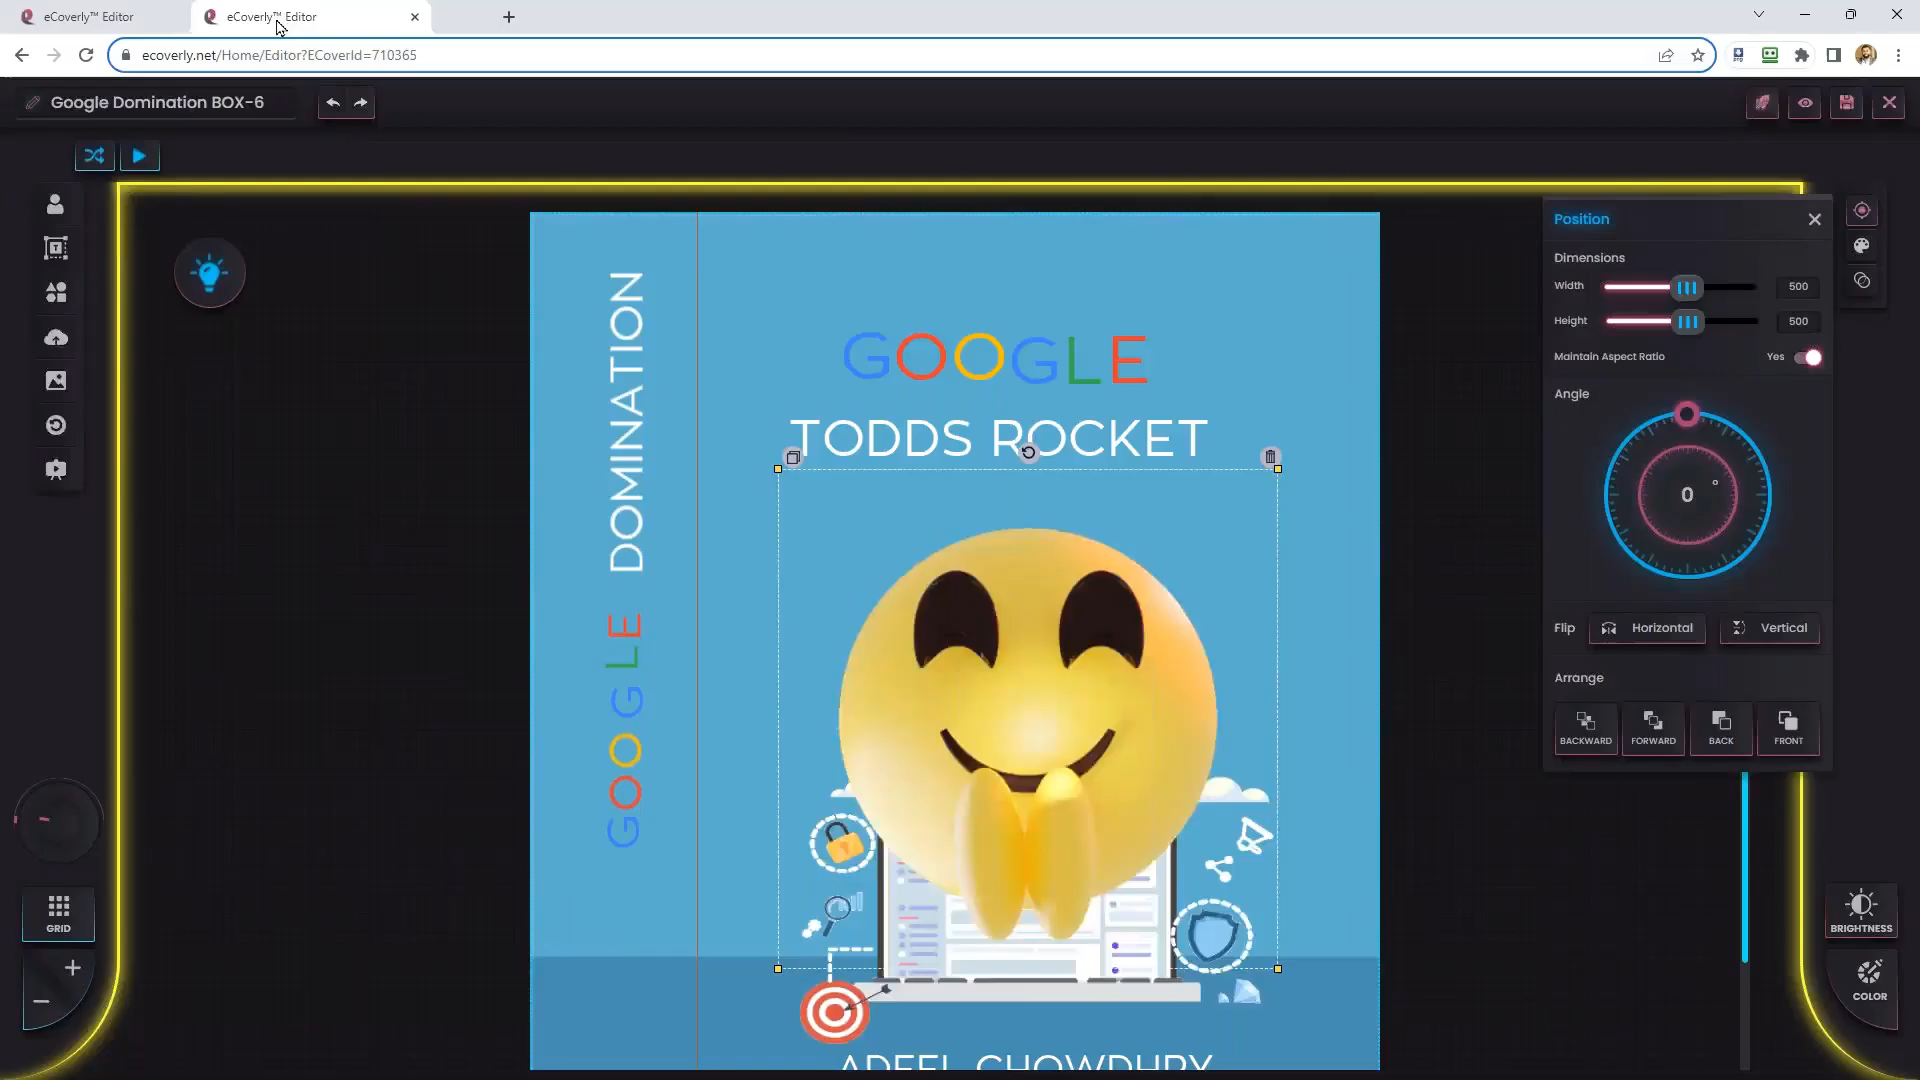 eCoverly™ Editor
eCoverly™ Editor
ecoverly.net/Home/Editor?ECoverId=710365
Google Domination BOX-6
Position
Dimensions
Width
500
Height
500
Maintain Aspect Ratio
Yes
Angle
0 °
Flip
Horizontal
Vertical
Arrange
BACKWARD
FORWARD
BACK
FRONT
GOOGLE DOMINATION
GOOGLE
TODDS ROCKET
ADEEL CHOWDHRY
GRID
BRIGHTNESS
COLOR